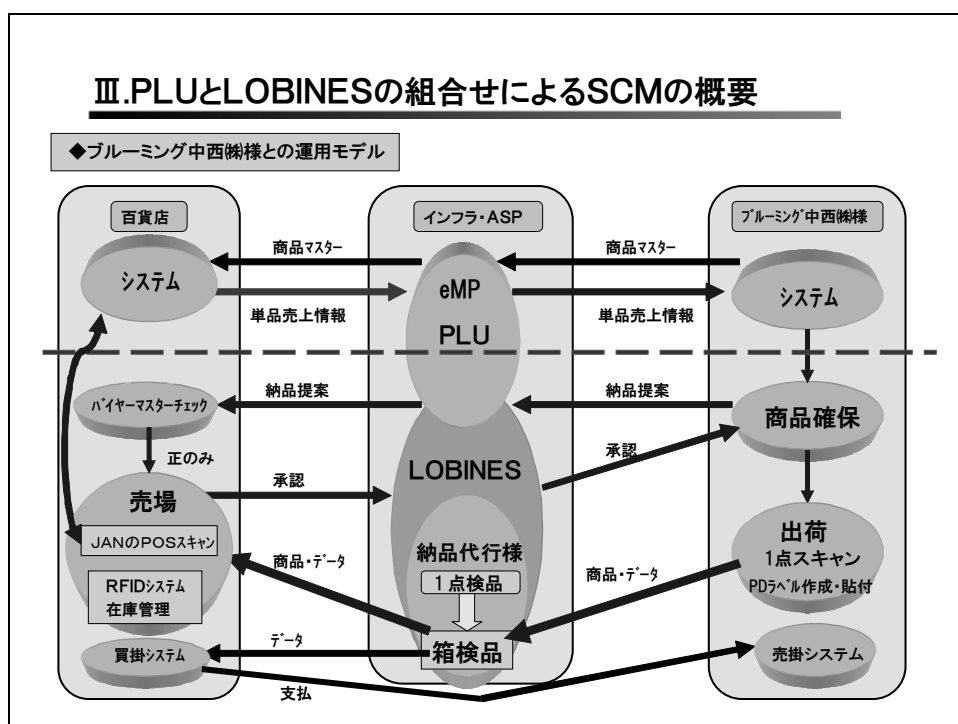 Ⅲ.PLUとLOBINESの組合せによるSCMの概要
◆ブルーミング中西㈱様との運用モデル
百貨店
インフラ・ASP
ブルーミング中西㈱様
商品マスター
商品マスター
システム
eMP
システム
単品売上情報
単品売上情報
PLU
納品提案
納品提案
バイヤーマスターチェック
商品確保
正のみ
承認
LOBINES
承認
売場
JANのPOSスキャン
商品・データ
納品代行様
商品・データ
出荷
1点スキャン
PDラベル作成・貼付
RFIDシステム
在庫管理
1点検品
データ
箱検品
買掛システム
売掛システム
支払